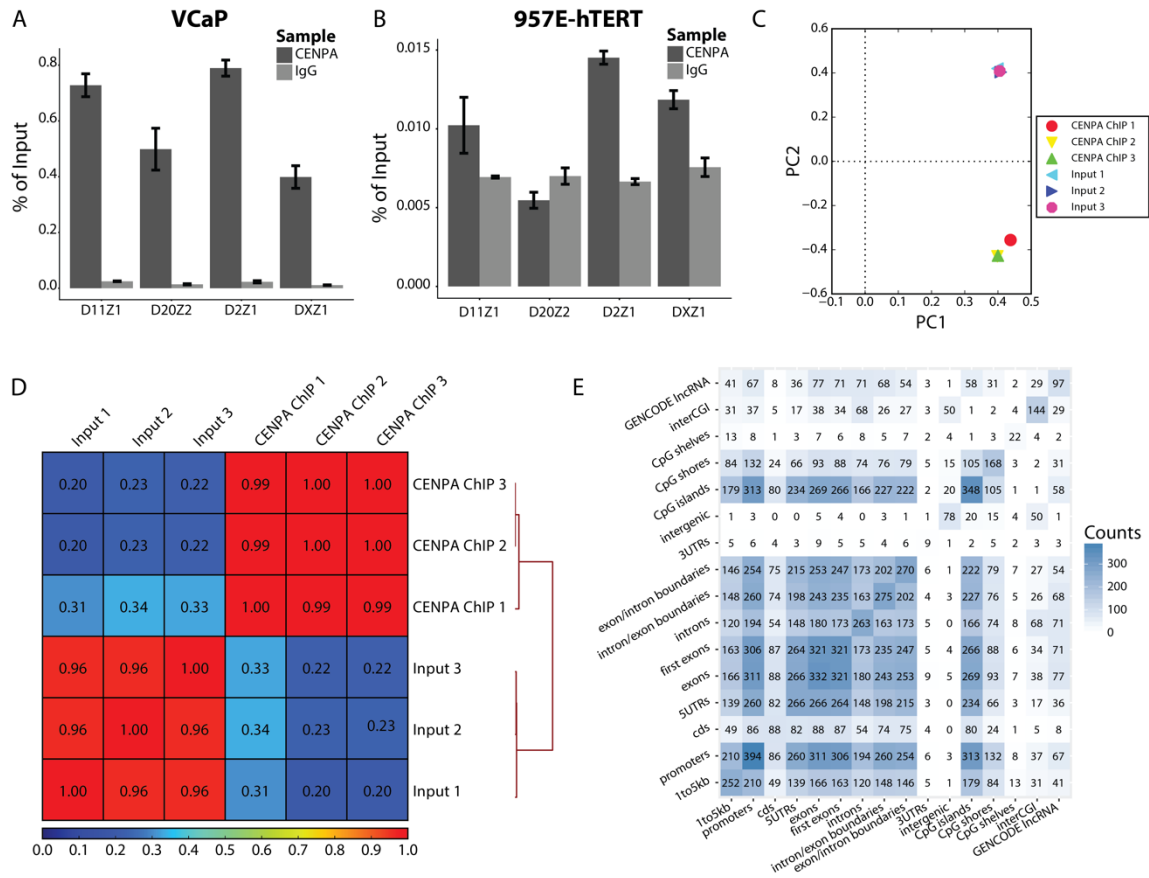 A
VCaP
Sample
CENPA
IgG
% of Input
0.8
0.6
0.4
0.2
0.0
D11Z1 D20Z2 D2Z1 DXZ1
B
957E-hTERT
Sample
CENPA
IgG
% of Input
0.015
0.010
0.005
0.000
D11Z1 D20Z2 D2Z1 DXZ1
C
PC2
0.6
0.4
0.2
0.0
−0.2
−0.4
−0.6
−0.1 0.0 0.1 0.2 0.3 0.4 0.5
PC1
CENPA ChIP 1
CENPA ChIP 2
CENPA ChIP 3
Input 1
Input 2
Input 3
D
Input 1 Input 2 Input 3 CENPA ChIP 1 CENPA ChIP 2 CENPA ChIP 3
0.20 0.23 0.22 0.99 1.00 1.00 CENPA ChIP 3
0.20 0.23 0.22 0.99 1.00 1.00 CENPA ChIP 2
0.31 0.34 0.33 1.00 0.99 0.99 CENPA ChIP 1
0.96 0.96 1.00 0.33 0.22 0.22 Input 3
0.96 1.00 0.96 0.34 0.23 0.23 Input 2
1.00 0.96 0.96 0.31 0.20 0.20 Input 1
0.0 0.1 0.2 0.3 0.4 0.5 0.6 0.7 0.8 0.9 1.0
E
GENCODE lncRNA 41 67 8 36 77 71 71 68 54 3 1 58 31 2 29 97
interCGI 31 37 5 17 38 34 68 26 27 3 50 1 2 4 144 29
CpG shelves 13 8 1 3 7 6 8 5 7 2 4 1 3 22 4 2
CpG shores 84 132 24 66 93 88 74 76 79 5 15 105 168 3 2 31
CpG islands 179 313 80 234 269 266 166 227 222 2 20 348 105 1 1 58
intergenic 1 3 0 0 5 4 0 3 1 1 78 20 15 4 50 1
3UTRs 5 6 4 3 9 6 4 9 6 9 1 2 5 2 3 3
exon/intron boundaries 146 254 75 215 253 247 173 202 270 6 1 222 79 7 27 54
intron/exon boundaries 148 260 74 198 243 235 163 275 202 9 3 227 76 5 26 68
introns 120 194 54 148 180 173 263 163 173 4 0 166 74 8 68 71
first exons 163 306 87 264 321 321 173 235 247 6 4 266 88 6 34 71
exons 166 311 88 266 332 321 180 243 253 9 5 269 93 7 38 77
5UTRs 139 260 82 266 266 264 148 198 215 3 0 234 66 3 17 36
cds 49 86 88 82 88 87 54 74 75 4 0 80 24 1 5 8
promoters 210 394 86 260 311 306 194 260 254 6 3 313 132 8 37 67
1to5kb 252 210 49 139 166 163 120 148 146 5 1 179 84 13 31 41
1to5kb promoters cds 5UTRs exons first exons introns intron/exon boundaries exon/intron boundaries 3UTRs intergenic CpG islands CpG shores CpG shelves interCGI GENCODE lncRNA
Counts
300
200
100
0